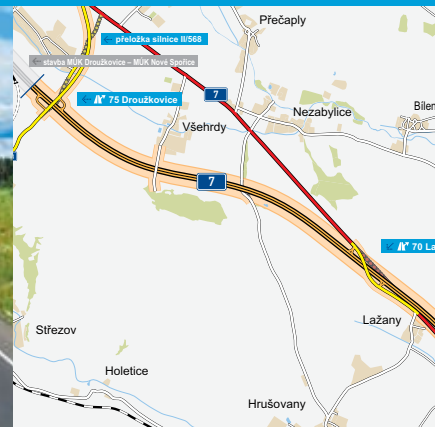 Přečaply
přeložka silnice II/568
stavba MÚK Droužkovice – MÚK Nové Spořice
75 Droužkovice
7
Nezabylice
Všehrdy
7
70 La
Střezov
Lažany
Holetice
Hrušovany